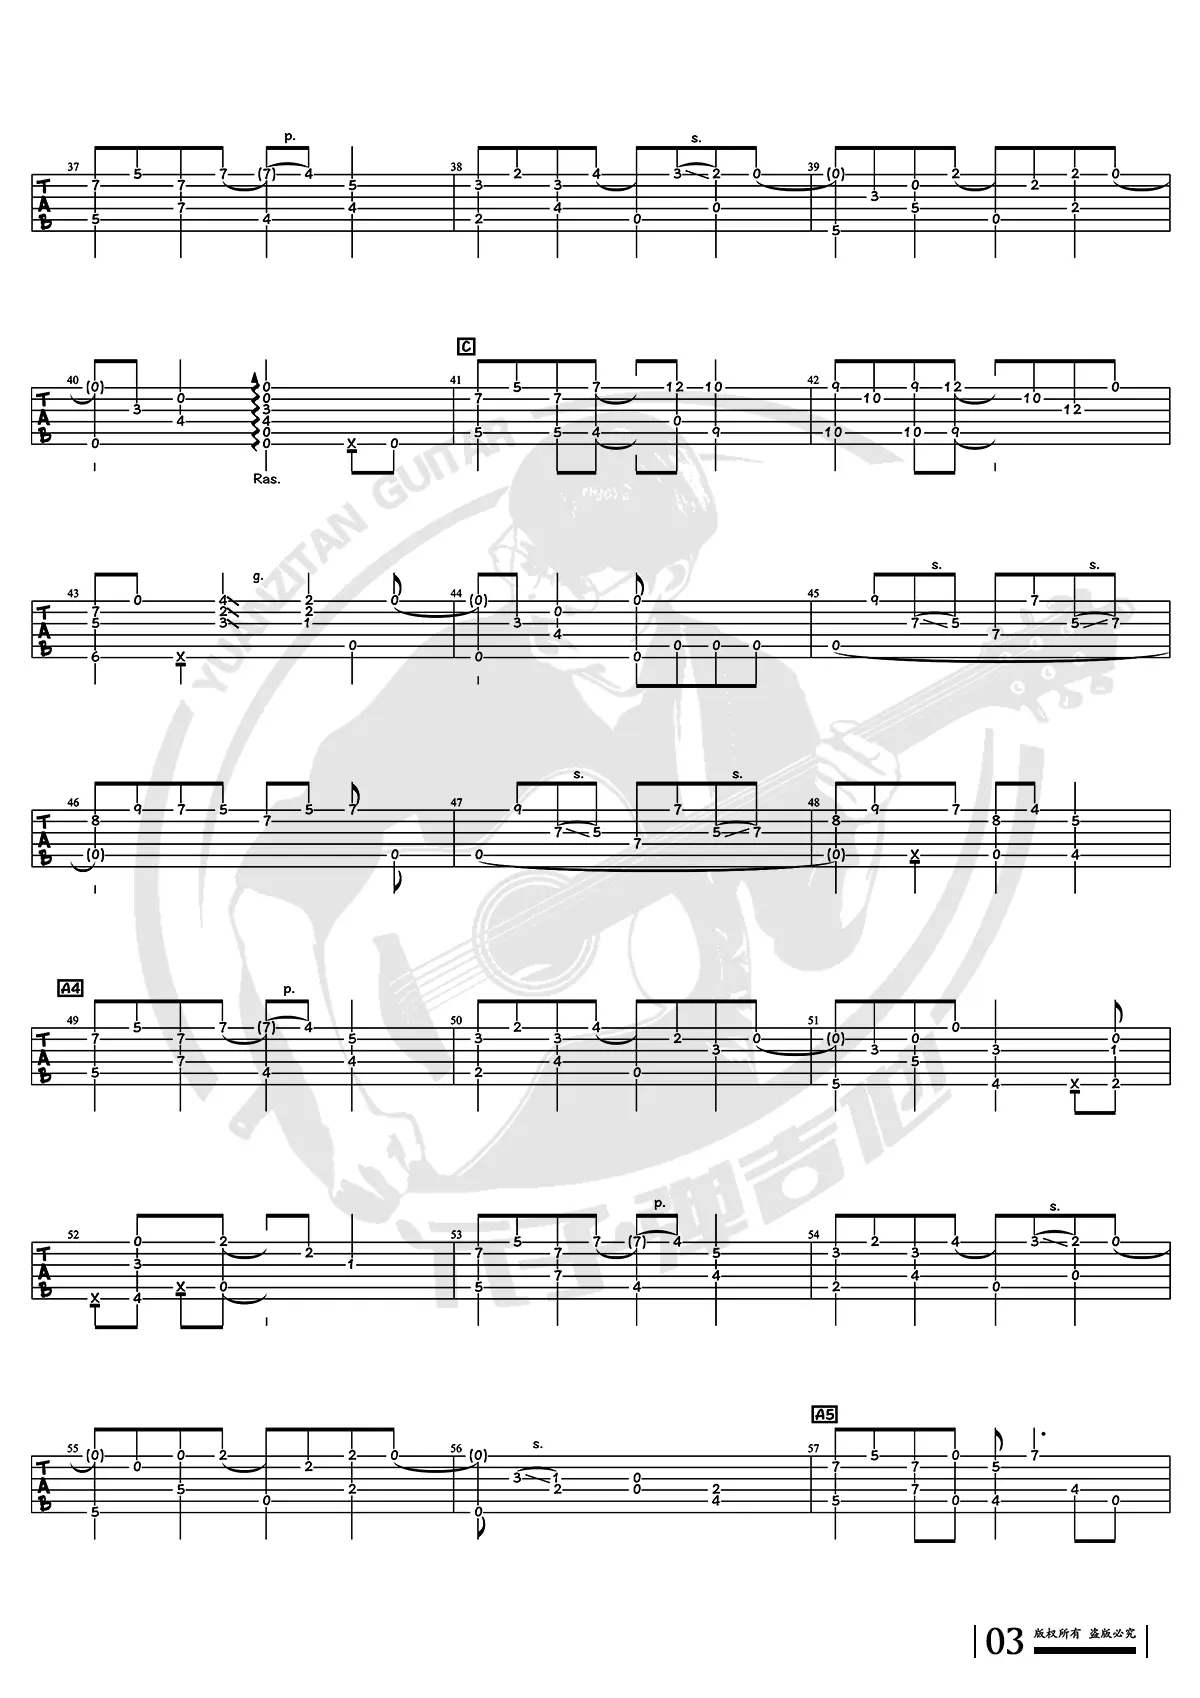 p. s.
37 38 39
5 7 (7) 4 2 4 3 2 0 (0) 2 2 0
T 7 7 5 3 3 0 2
A 3
7 4 4 0 5 2
B 5 4 2 0 0
5
C
40 41 42
(0) 0 5 7 12 10 9 9 12 0
T 0 0 7 7 10 10
A 3 3 12
4 4 0
B 0 5 5 4 9 10 10 9
0 0 X 0
Ras.
g. s. s.
43 44 45
0 4 2 0 (0) 0 9 7
T 7 2 2 0
A 5 3 1 3 7 5 5 7
4 7
B 0 0 0 0 0
6 X 0 0
s. s.
46 47 48
9 7 5 5 7 9 7 9 7 4
T 8 7 8 8 5
A 7 5 5 7
7
B (0) 0 0 (0) X 0 4
A4 p.
49 50 51
5 7 (7) 4 2 4 0
T 7 7 5 3 3 2 0 (0) 0 0
A 3 3 3 1
7 4 4 5
B 5 4 2 0
5 4 X 2
p. s.
52 53 54
0 2 5 7 (7) 4 2 4 3 2 0
T 2 7 7 5 3 3
A 3 1
7 4 4 0
B X 0 5 4 2 0
X 4
s. A5
55 56 57
(0) 0 2 2 0 (0) 5 0 7
T 0 2 7 7 5
A 3 1 0
5 2 2 0 2 7 4
B 0 4 5 0 4 0
5 0
YUANZITAN GUITAR
03 版权所有 盗版必究